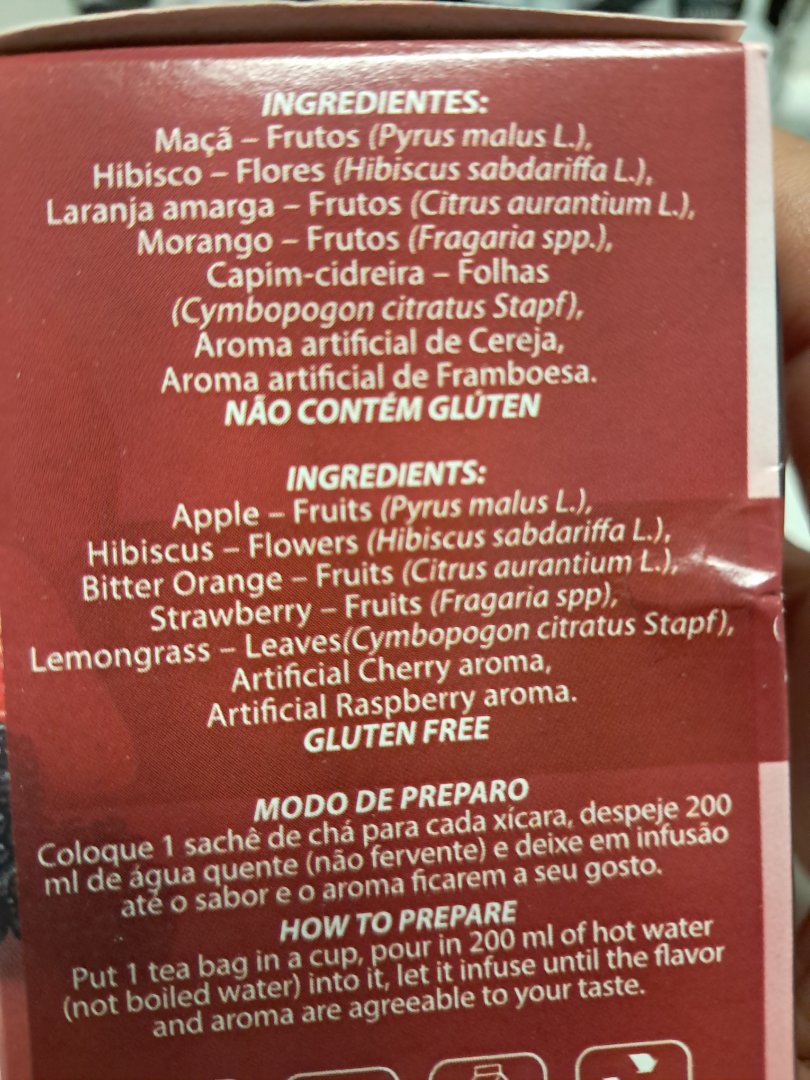 INGREDIENTES:
Maçã – Frutos (Pyrus malus L.),
Hibisco – Flores (Hibiscus sabdariffa L.),
Laranja amarga – Frutos (Citrus aurantium L.),
Morango – Frutos (Fragaria spp.),
Capim-cidreira – Folhas
(Cymbopogon citratus Stapf),
Aroma artificial de Cereja,
Aroma artificial de Framboesa.
NÃO CONTÉM GLÚTEN
INGREDIENTS:
Apple – Fruits (Pyrus malus L.),
Hibiscus – Flowers (Hibiscus sabdariffa L.),
Bitter Orange – Fruits (Citrus aurantium L.),
Strawberry – Fruits (Fragaria spp),
Lemongrass – Leaves(Cymbopogon citratus Stapf),
Artificial Cherry aroma,
Artificial Raspberry aroma.
GLUTEN FREE
MODO DE PREPARO
Coloque 1 sachê de chá para cada xícara, despeje 200
ml de água quente (não fervente) e deixe em infusão
até o sabor e o aroma ficarem a seu gosto.
HOW TO PREPARE
Put 1 tea bag in a cup, pour in 200 ml of hot water
(not boiled water) into it, let it infuse until the flavor
and aroma are agreeable to your taste.